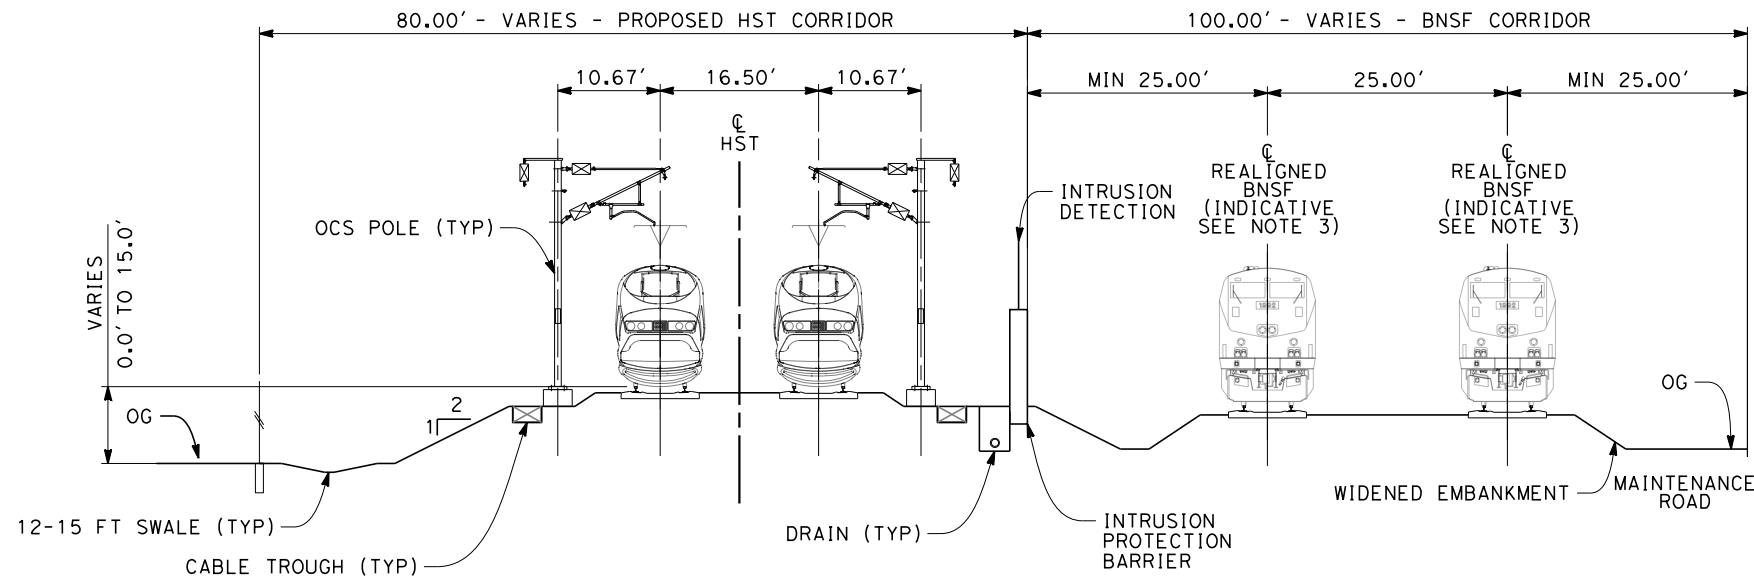 80.00' - VARIES - PROPOSED HST CORRIDOR
100.00' - VARIES - BNSF CORRIDOR
10.67'
16.50'
10.67'
MIN 25.00'
25.00'
MIN 25.00'
℄
HST
℄
REALIGNED
BNSF
(INDICATIVE
SEE NOTE 3)
℄
REALIGNED
BNSF
(INDICATIVE
SEE NOTE 3)
INTRUSION
DETECTION
OCS POLE (TYP)
VARIES
0.0' TO 15.0'
1992
1992
OG
2
1
OG
12-15 FT SWALE (TYP)
CABLE TROUGH (TYP)
DRAIN (TYP)
INTRUSION
PROTECTION
BARRIER
WIDENED EMBANKMENT
MAINTENANCE
ROAD